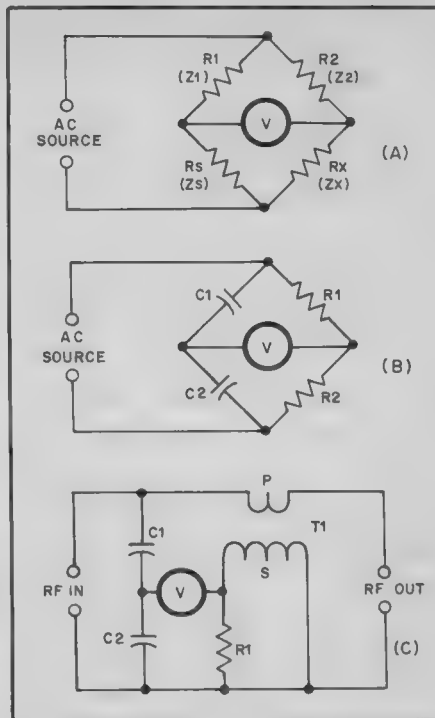 R1
(Z1)
R2
(Z2)
AC
SOURCE
V
Rs
(Zs)
Rx
(Zx)
(A)
C1
R1
AC
SOURCE
V
(B)
C2
R2
P
C1
T1
RF IN
V
S
RF OUT
C2
R1
(C)